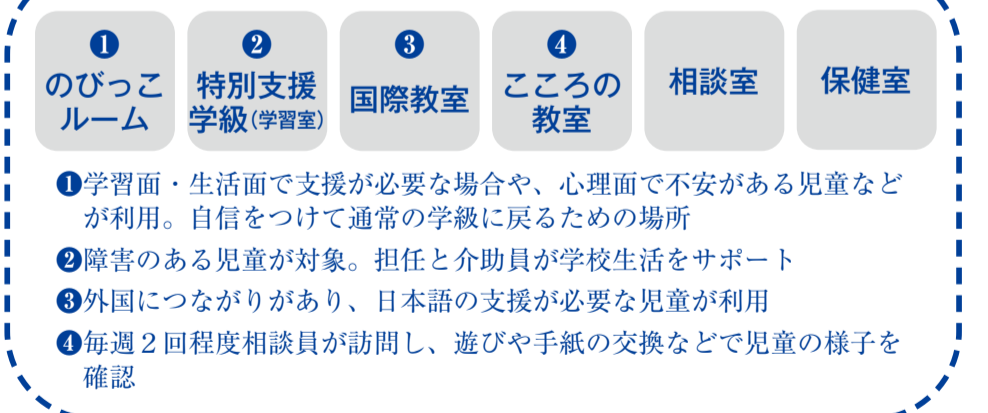 ❶
のびっこ
ルーム
❷
特別支援
学級(学習室)
❸
国際教室
❹
こころの
教室
相談室
保健室
❶学習面・生活面で支援が必要な場合や、心理面で不安がある児童など
が利用。自信をつけて通常の学級に戻るための場所
❷障害のある児童が対象。担任と介助員が学校生活をサポート
❸外国につながりがあり、日本語の支援が必要な児童が利用
❹毎週２回程度相談員が訪問し、遊びや手紙の交換などで児童の様子を
確認